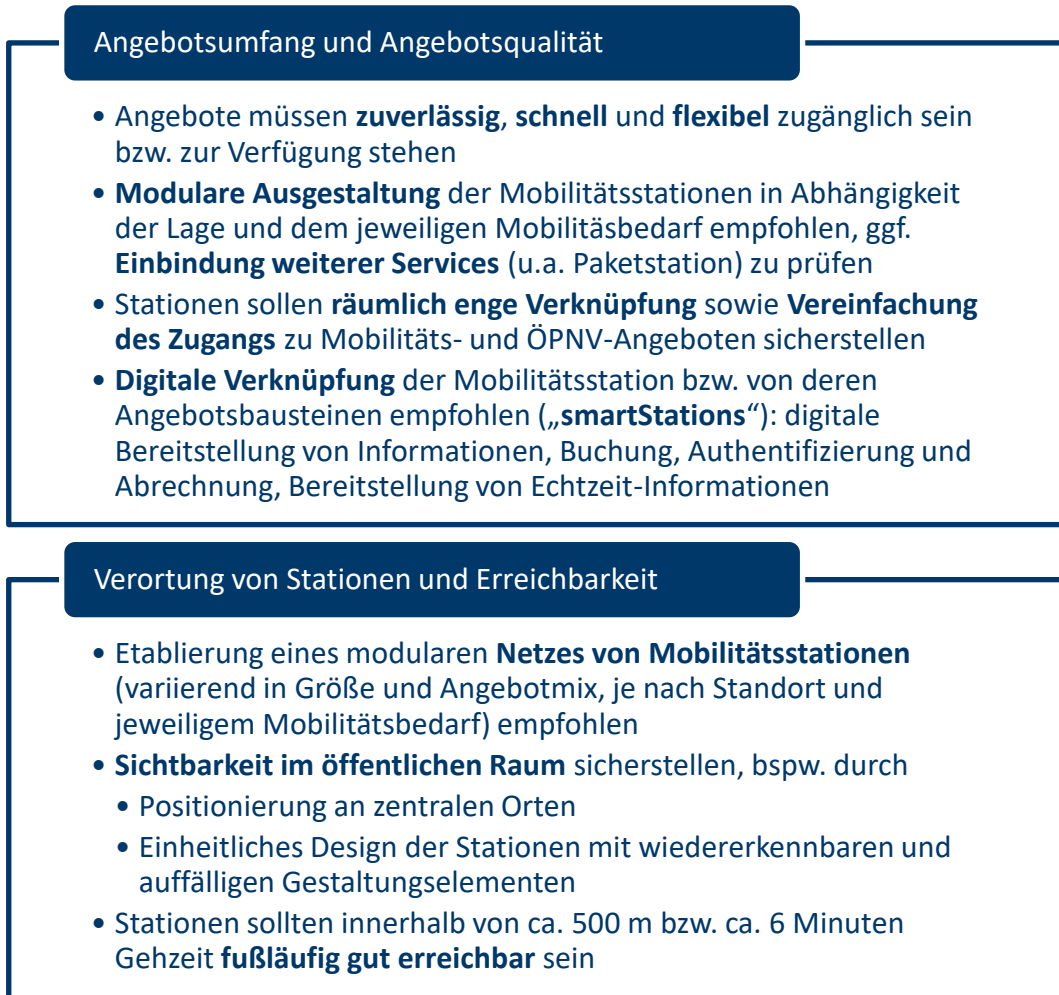 Angebotsumfang und Angebotsqualität
• Angebote müssen zuverlässig, schnell und flexibel zugänglich sein
bzw. zur Verfügung stehen
• Modulare Ausgestaltung der Mobilitätsstationen in Abhängigkeit
der Lage und dem jeweiligen Mobilitäsbedarf empfohlen, ggf.
Einbindung weiterer Services (u.a. Paketstation) zu prüfen
• Stationen sollen räumlich enge Verknüpfung sowie Vereinfachung
des Zugangs zu Mobilitäts- und ÖPNV-Angeboten sicherstellen
• Digitale Verknüpfung der Mobilitätsstation bzw. von deren
Angebotsbausteinen empfohlen („smartStations“): digitale
Bereitstellung von Informationen, Buchung, Authentifizierung und
Abrechnung, Bereitstellung von Echtzeit-Informationen
Verortung von Stationen und Erreichbarkeit
• Etablierung eines modularen Netzes von Mobilitätsstationen
(variierend in Größe und Angebotmix, je nach Standort und
jeweiligem Mobilitätsbedarf) empfohlen
• Sichtbarkeit im öffentlichen Raum sicherstellen, bspw. durch
• Positionierung an zentralen Orten
• Einheitliches Design der Stationen mit wiedererkennbaren und
auffälligen Gestaltungselementen
• Stationen sollten innerhalb von ca. 500 m bzw. ca. 6 Minuten
Gehzeit fußläufig gut erreichbar sein